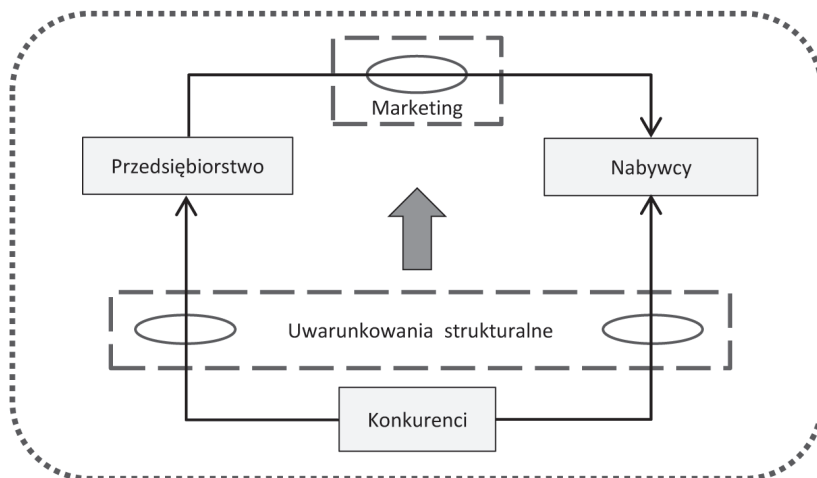 Marketing
Przedsiębiorstwo
Nabywcy
Uwarunkowania strukturalne
Konkurenci